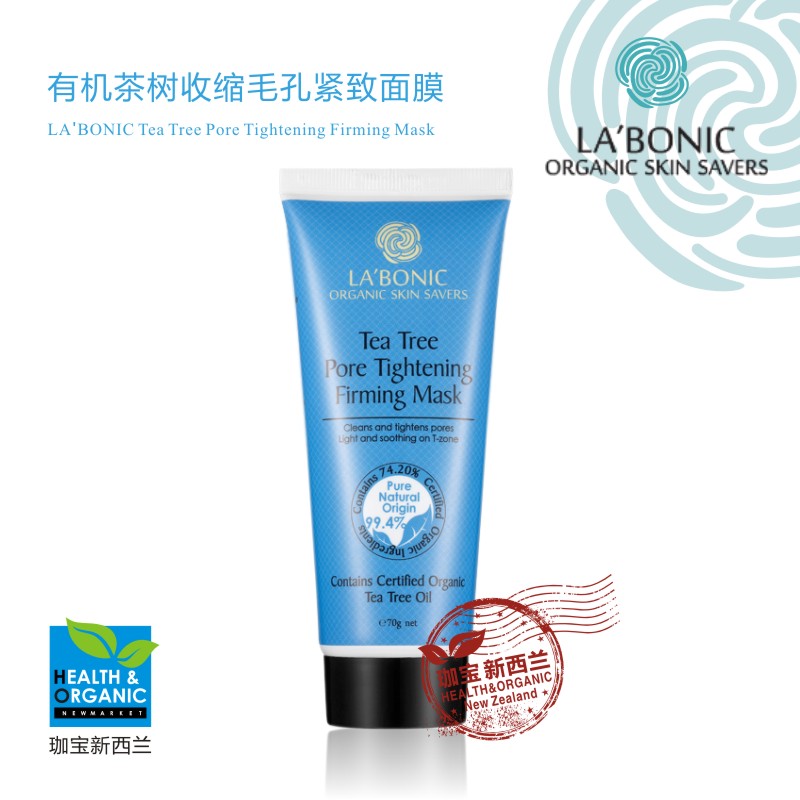 有机茶树收缩毛孔紧致面膜
LA'BONIC Tea Tree Pore Tightening Firming Mask
LA'BONIC
ORGANIC SKIN SAVERS
LA'BONIC
ORGANIC SKIN SAVERS
Tea Tree
Pore Tightening
Firming Mask
Cleans and tightens pores
Light and soothing on T-zone
Contains 74.20% Certified Organic Ingredients
Pure
Natural
Origin
99.4%
Contains Certified Organic
Tea Tree Oil
℮70g net
HEALTH &
ORGANIC
NEWMARKET
珈宝新西兰
珈宝 新西兰
HEALTH&ORGANIC
New Zealand